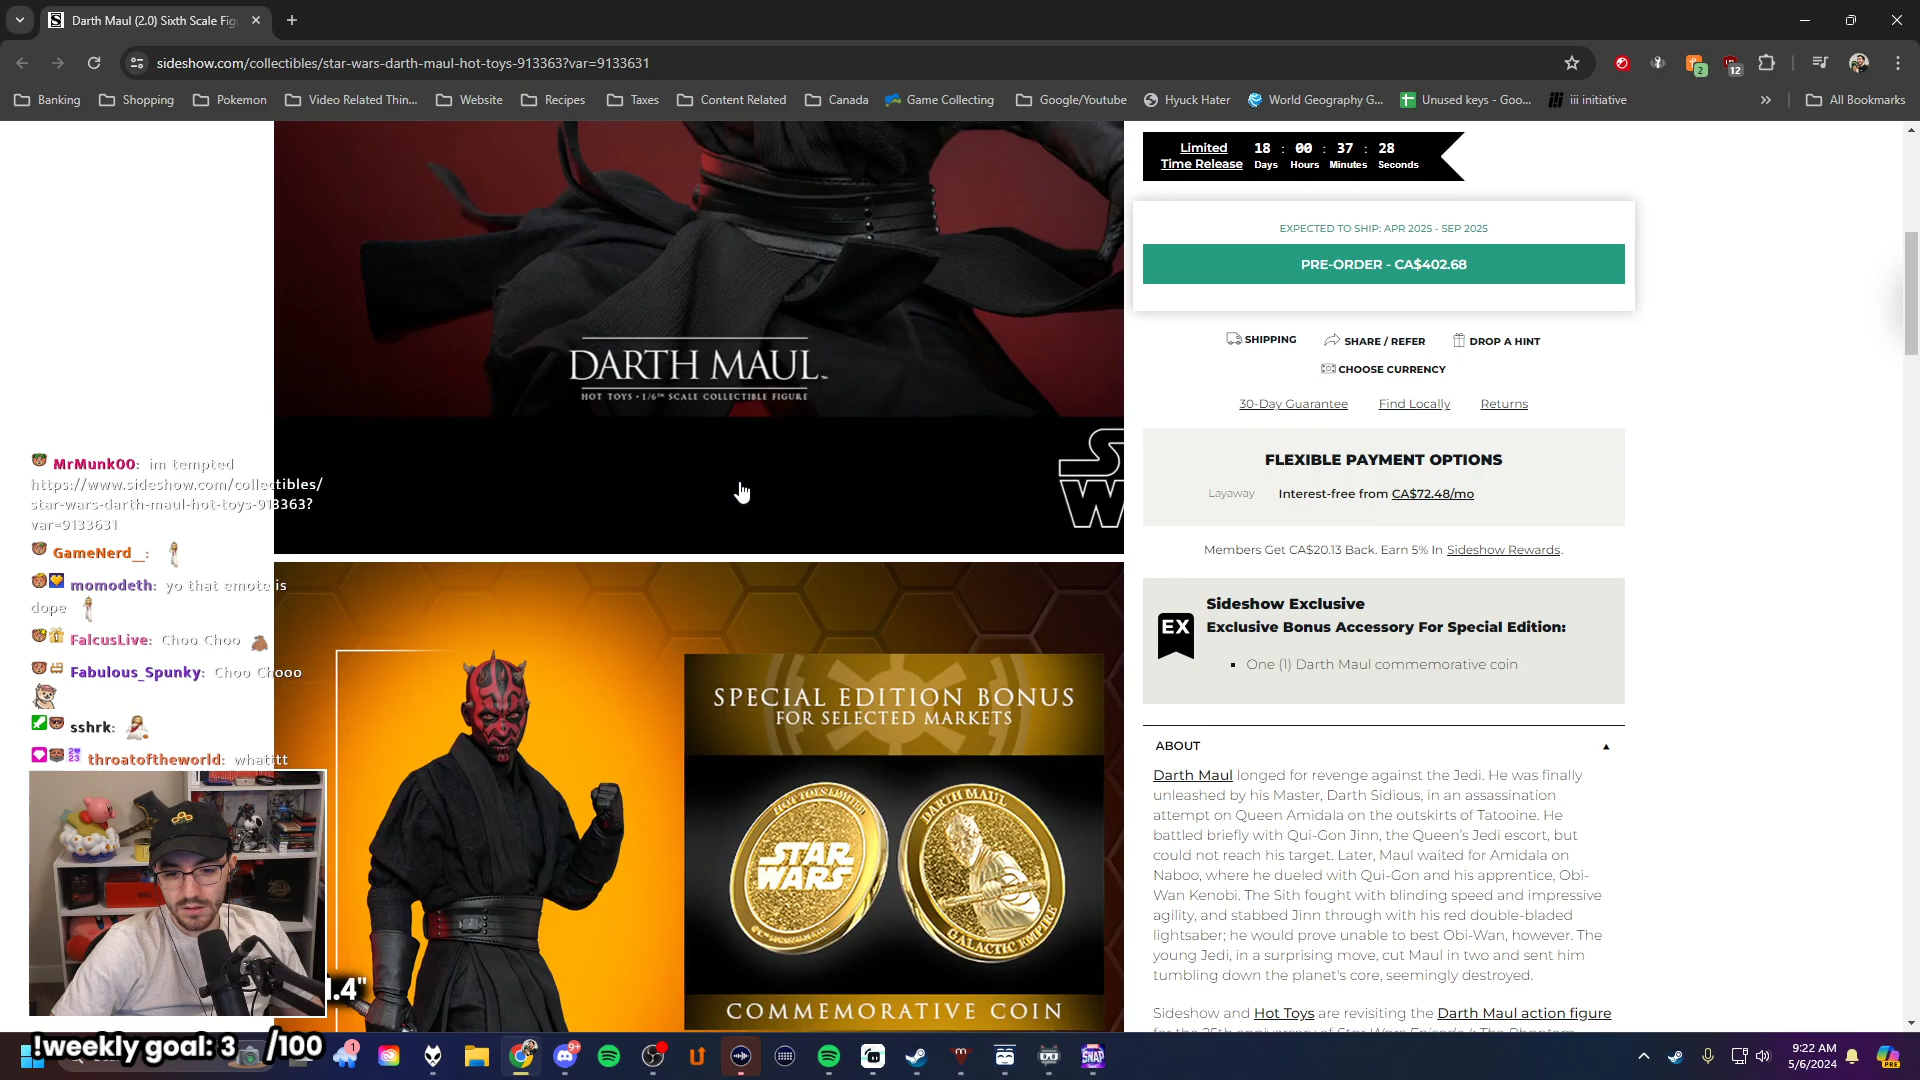 Darth Maul (2.0) Sixth Scale Fig
sideshow.com/collectibles/star-wars-darth-maul-hot-toys-913363?var=9133631
2
12
Banking
Shopping
Pokemon
Video Related Thin...
Website
Recipes
Taxes
Content Related
Canada
Game Collecting
Google/Youtube
Hyuck Hater
World Geography G...
Unused keys - Goo...
iii initiative
All Bookmarks
DARTH MAUL™
HOT TOYS • 1/6TH SCALE COLLECTIBLE FIGURE
MrMunk00: im tempted
https://www.sideshow.com/collectibles/
star-wars-darth-maul-hot-toys-913363?
var=9133631
GameNerd__:
momodeth: yo that emote is
dope
FalcusLive: Choo Choo
Fabulous_Spunky: Choo Chooo
sshrk:
throatoftheworld: whatttt
SPECIAL EDITION BONUS
FOR SELECTED MARKETS
HOT TOYS LIMITED
STAR
WARS
DARTH MAUL
GALACTIC EMPIRE
COMMEMORATIVE COIN
Limited
Time Release
18 : 00 : 37 : 28
Days Hours Minutes Seconds
EXPECTED TO SHIP: APR 2025 - SEP 2025
PRE-ORDER - CA$402.68
SHIPPING
SHARE / REFER
DROP A HINT
CHOOSE CURRENCY
30-Day Guarantee
Find Locally
Returns
FLEXIBLE PAYMENT OPTIONS
Layaway Interest-free from CA$72.48/mo
Members Get CA$20.13 Back. Earn 5% In Sideshow Rewards.
EX
Sideshow Exclusive
Exclusive Bonus Accessory For Special Edition:
One (1) Darth Maul commemorative coin
ABOUT
Darth Maul longed for revenge against the Jedi. He was finally
unleashed by his Master, Darth Sidious, in an assassination
attempt on Queen Amidala on the outskirts of Tatooine. He
battled briefly with Qui-Gon Jinn, the Queen's Jedi escort, but
could not reach his target. Later, Maul waited for Amidala on
Naboo, where he dueled with Qui-Gon and his apprentice, Obi-
Wan Kenobi. The Sith fought with blinding speed and impressive
agility, and stabbed Jinn through with his red double-bladed
lightsaber; he would prove unable to best Obi-Wan, however. The
young Jedi, in a surprising move, cut Maul in two and sent him
tumbling down the planet's core, seemingly destroyed.
Sideshow and Hot Toys are revisiting the Darth Maul action figure
!weekly goal: 3 /100
1
9+
SNAP
9:22 AM
5/6/2024
PRE